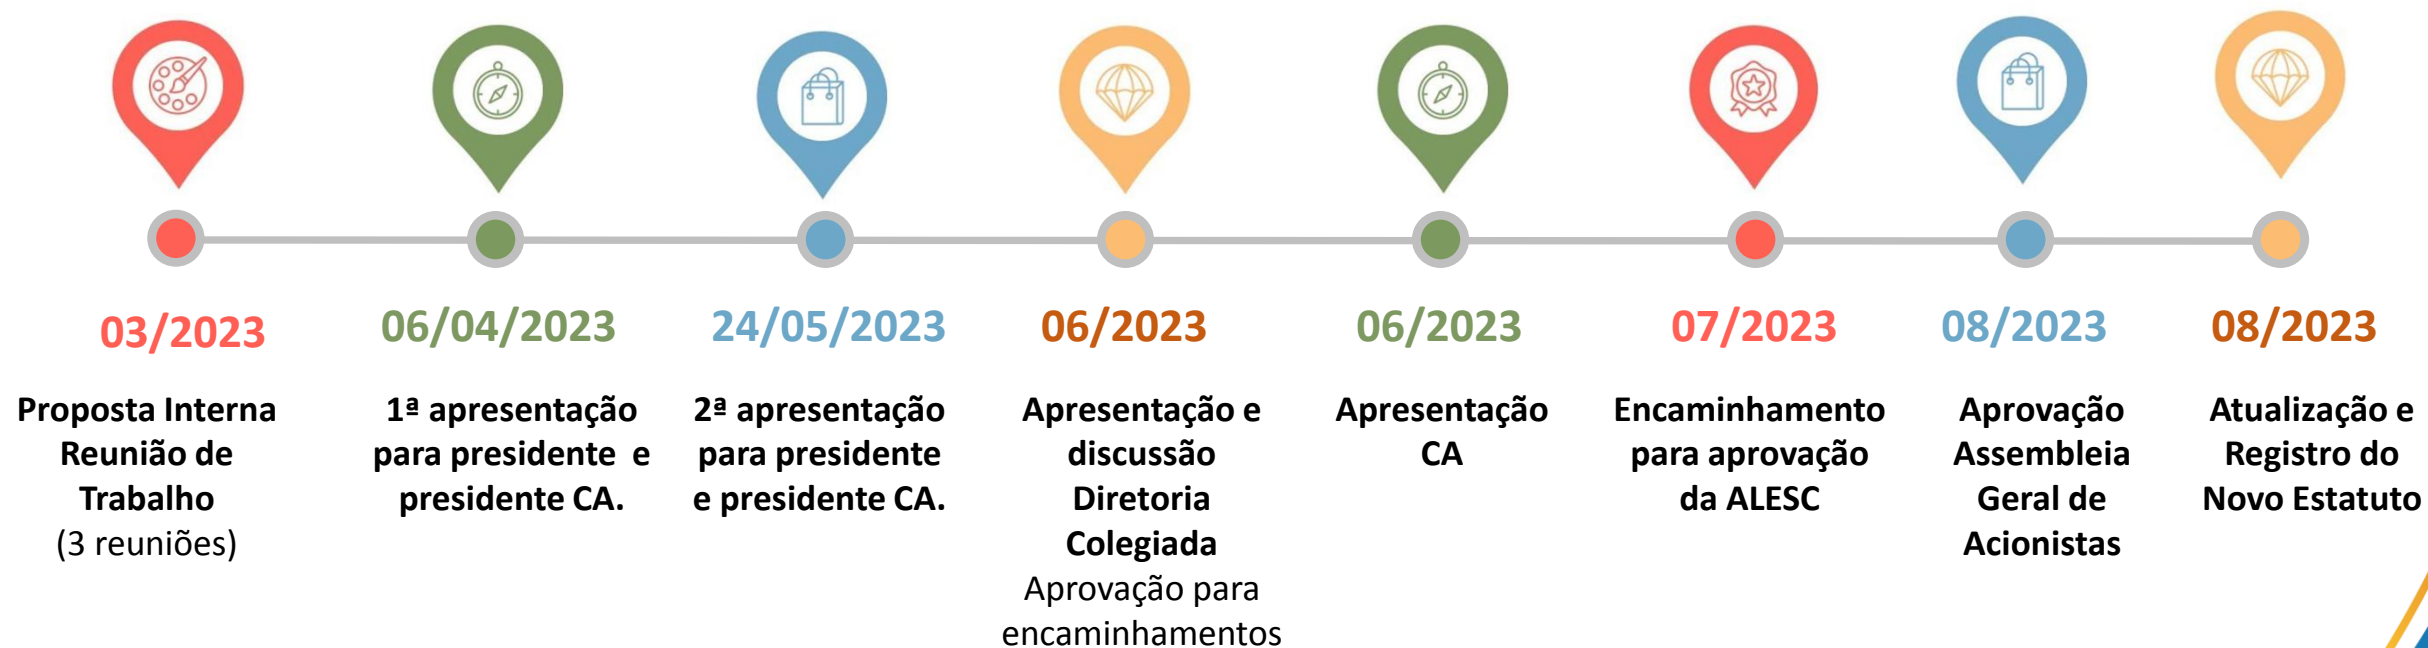 03/2023
Proposta Interna
Reunião de
Trabalho
(3 reuniões)
06/04/2023
1ª apresentação
para presidente e
presidente CA.
24/05/2023
2ª apresentação
para presidente
e presidente CA.
06/2023
Apresentação e
discussão
Diretoria
Colegiada
Aprovação para
encaminhamentos
06/2023
Apresentação
CA
07/2023
Encaminhamento
para aprovação
da ALESC
08/2023
Aprovação
Assembleia
Geral de
Acionistas
08/2023
Atualização e
Registro do
Novo Estatuto